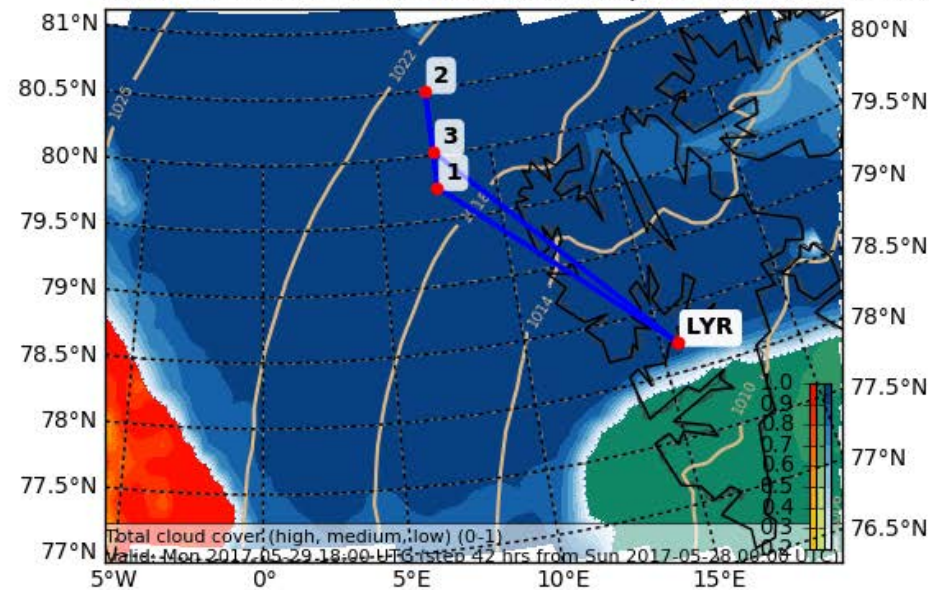 81°N
80°N
1022
2
80.5°N
1025
79.5°N
3
80°N
1
79°N
79.5°N
78.5°N
79°N
1014
78°N
LYR
78.5°N
77.5°N
1.0
0.9
1010
78°N
0.8
0.7
77°N
0.6
77.5°N
0.5
0.4
76.5°N
0.3
Total cloud cover (high, medium, low) (0-1)
77°N
Valid: Mon 2017-05-29 18:00 UTC (step 42 hrs from Sun 2017-05-28 00:00 UTC)
5°W
0°
5°E
10°E
15°E